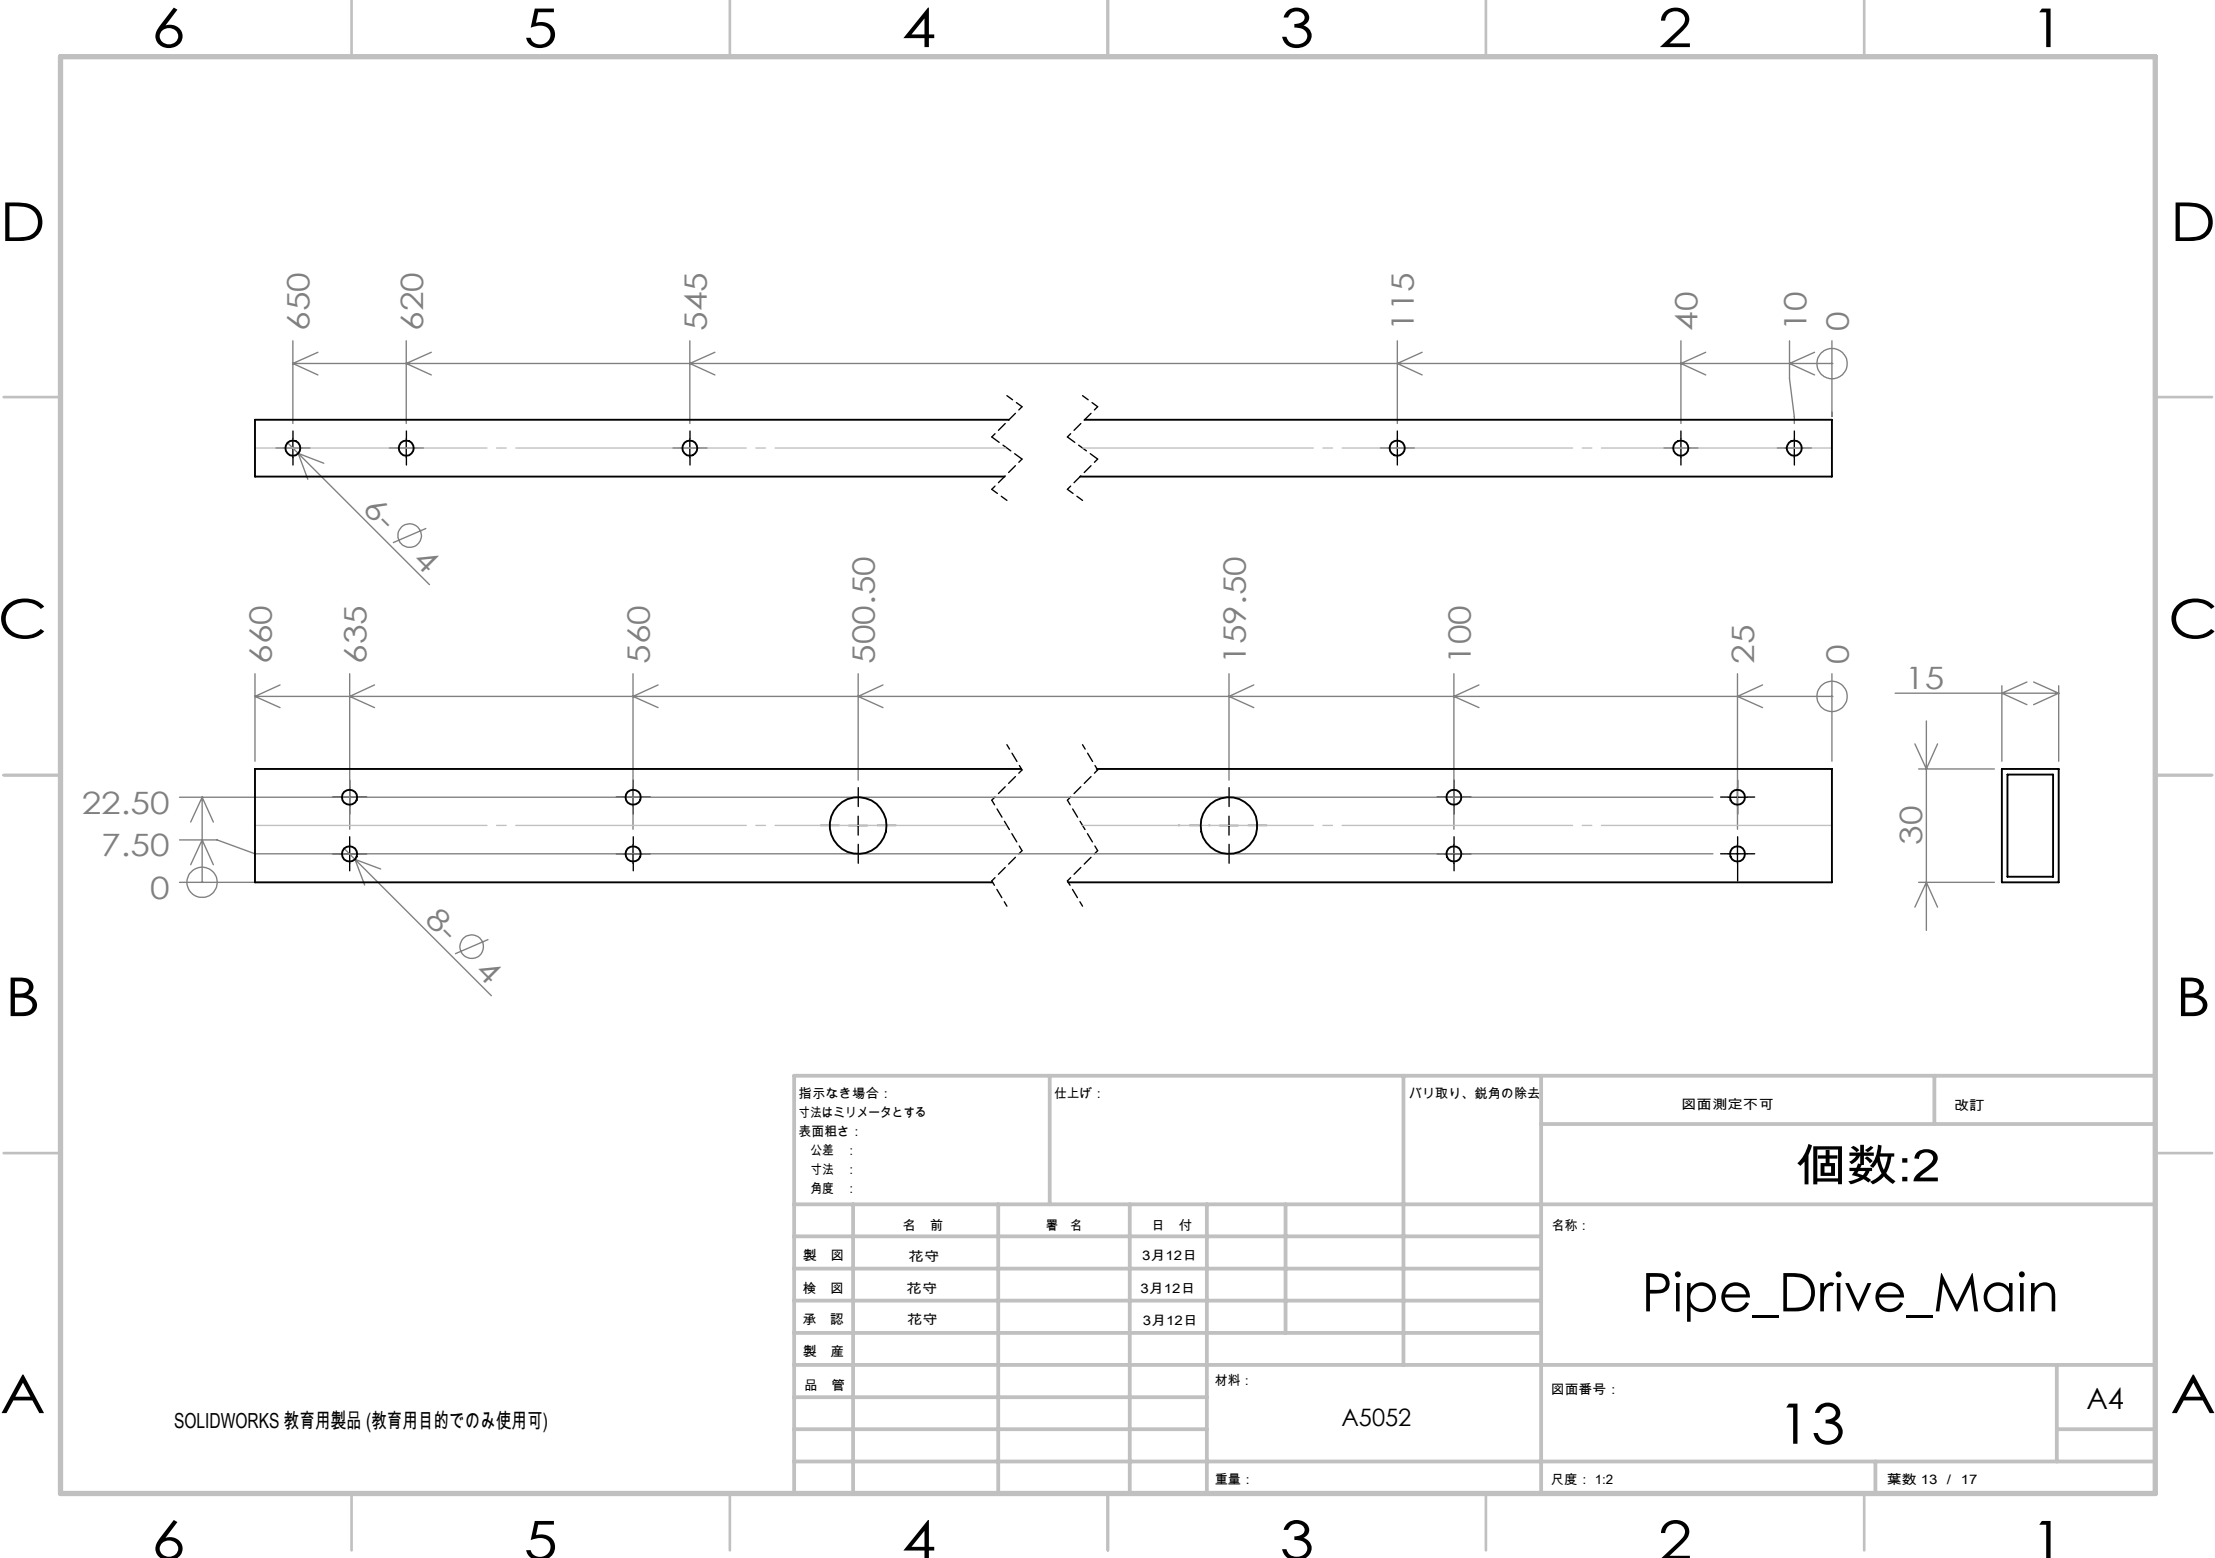 6 5 4 3 2 1
D D
650 620 545 115 40 10 0
6-∅4
C C
660 635 560 500.50 159.50 100 25 0
15
22.50
7.50
0
30
8-∅4
B B
指示なき場合：
寸法はミリメータとする
表面粗さ：
公差 ：
寸法 ：
角度 ：
仕上げ：
バリ取り、鋭角の除去
図面測定不可
改訂
個数:2
名 前 署 名 日 付
製 図 花守 3月12日
検 図 花守 3月12日
承 認 花守 3月12日
製 産
品 管
名称：
Pipe_Drive_Main
材料：
A5052
図面番号：
13
A4
A A
SOLIDWORKS 教育用製品 (教育用目的でのみ使用可)
重量：
尺度： 1:2
葉数 13 / 17
6 5 4 3 2 1